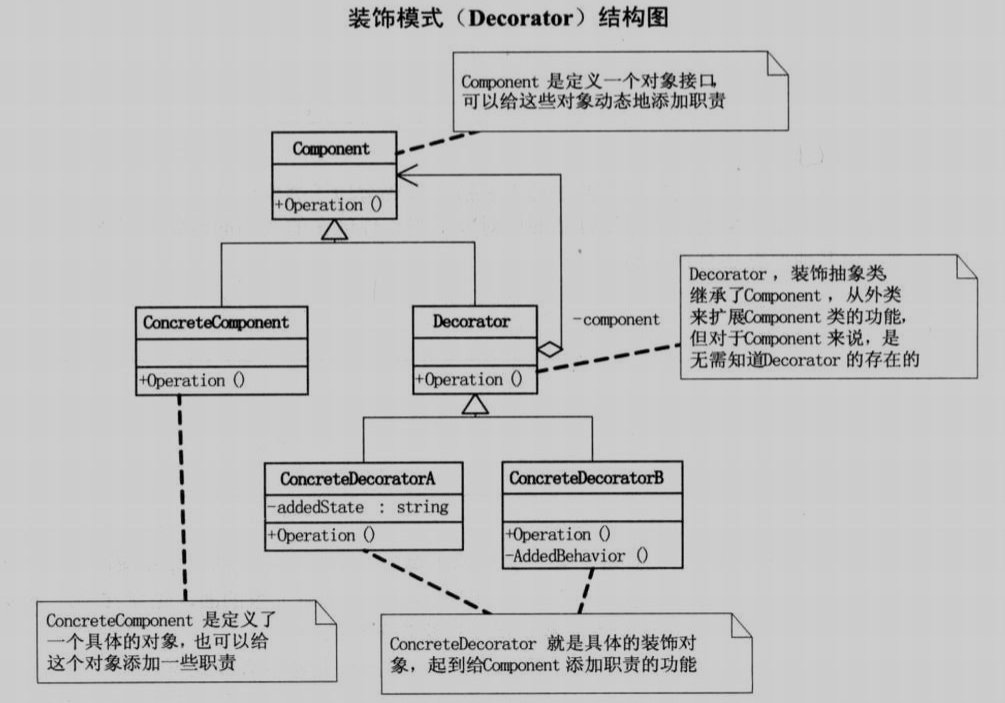 装饰模式（Decorator）结构图
Component 是定义一个对象接口,
可以给这些对象动态地添加职责
Component
+Operation ()
Decorator , 装饰抽象类,
继承了Component , 从外类
来扩展Component 类的功能,
但对于Component 来说, 是
无需知道Decorator 的存在的
ConcreteComponent
+Operation ()
Decorator
+Operation ()
-component
ConcreteDecoratorA
-addedState : string
+Operation ()
ConcreteDecoratorB
+Operation ()
-AddedBehavior ()
ConcreteComponent 是定义了
一个具体的对象, 也可以给
这个对象添加一些职责
ConcreteDecorator 就是具体的装饰对
象, 起到给Component 添加职责的功能